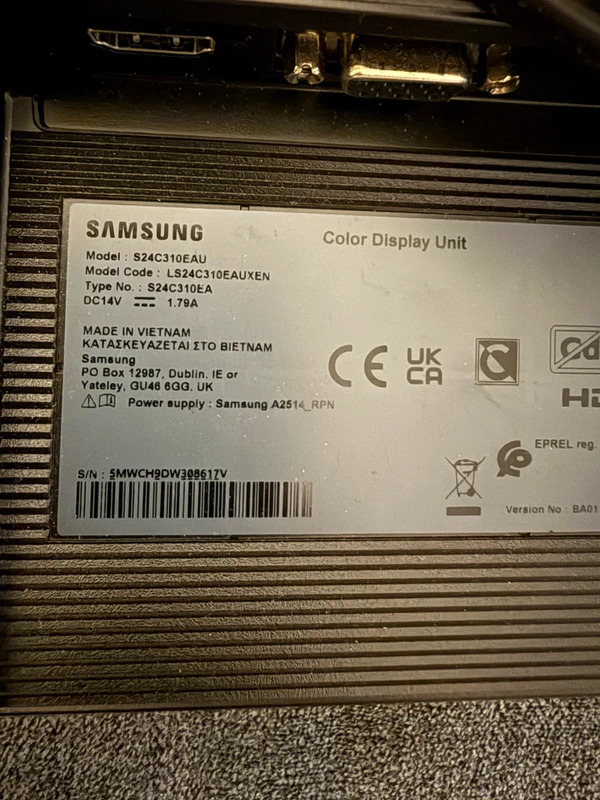 SAMSUNG
Color Display Unit
Model : S24C310EAU
Model Code : LS24C310EAUXEN
Type No. : S24C310EA
DC14V 1.79A
MADE IN VIETNAM
ΚΑΤΑΣΚΕΥΑΖΕΤΑΙ ΣΤΟ ΒΙΕΤΝΑΜ
Samsung
PO Box 12987, Dublin. IE or
Yateley, GU46 6GG. UK
Power supply : Samsung A2514_RPN
CE
UK
CA
Cd
EPREL reg.
S/N : 5MWCH9DW308617V
Version No : BA01